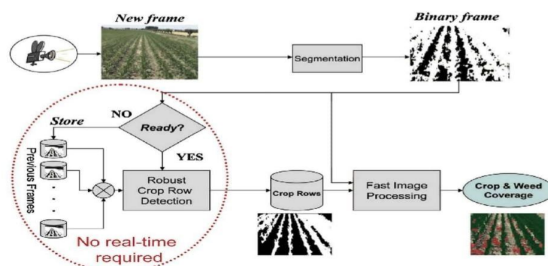 New frame
Binary frame
Segmentation
NO
Ready?
Store
YES
Previous Frames
Robust
Crop Row
Detection
Crop Rows
Fast Image
Processing
Crop & Weed
Coverage
No real-time
required